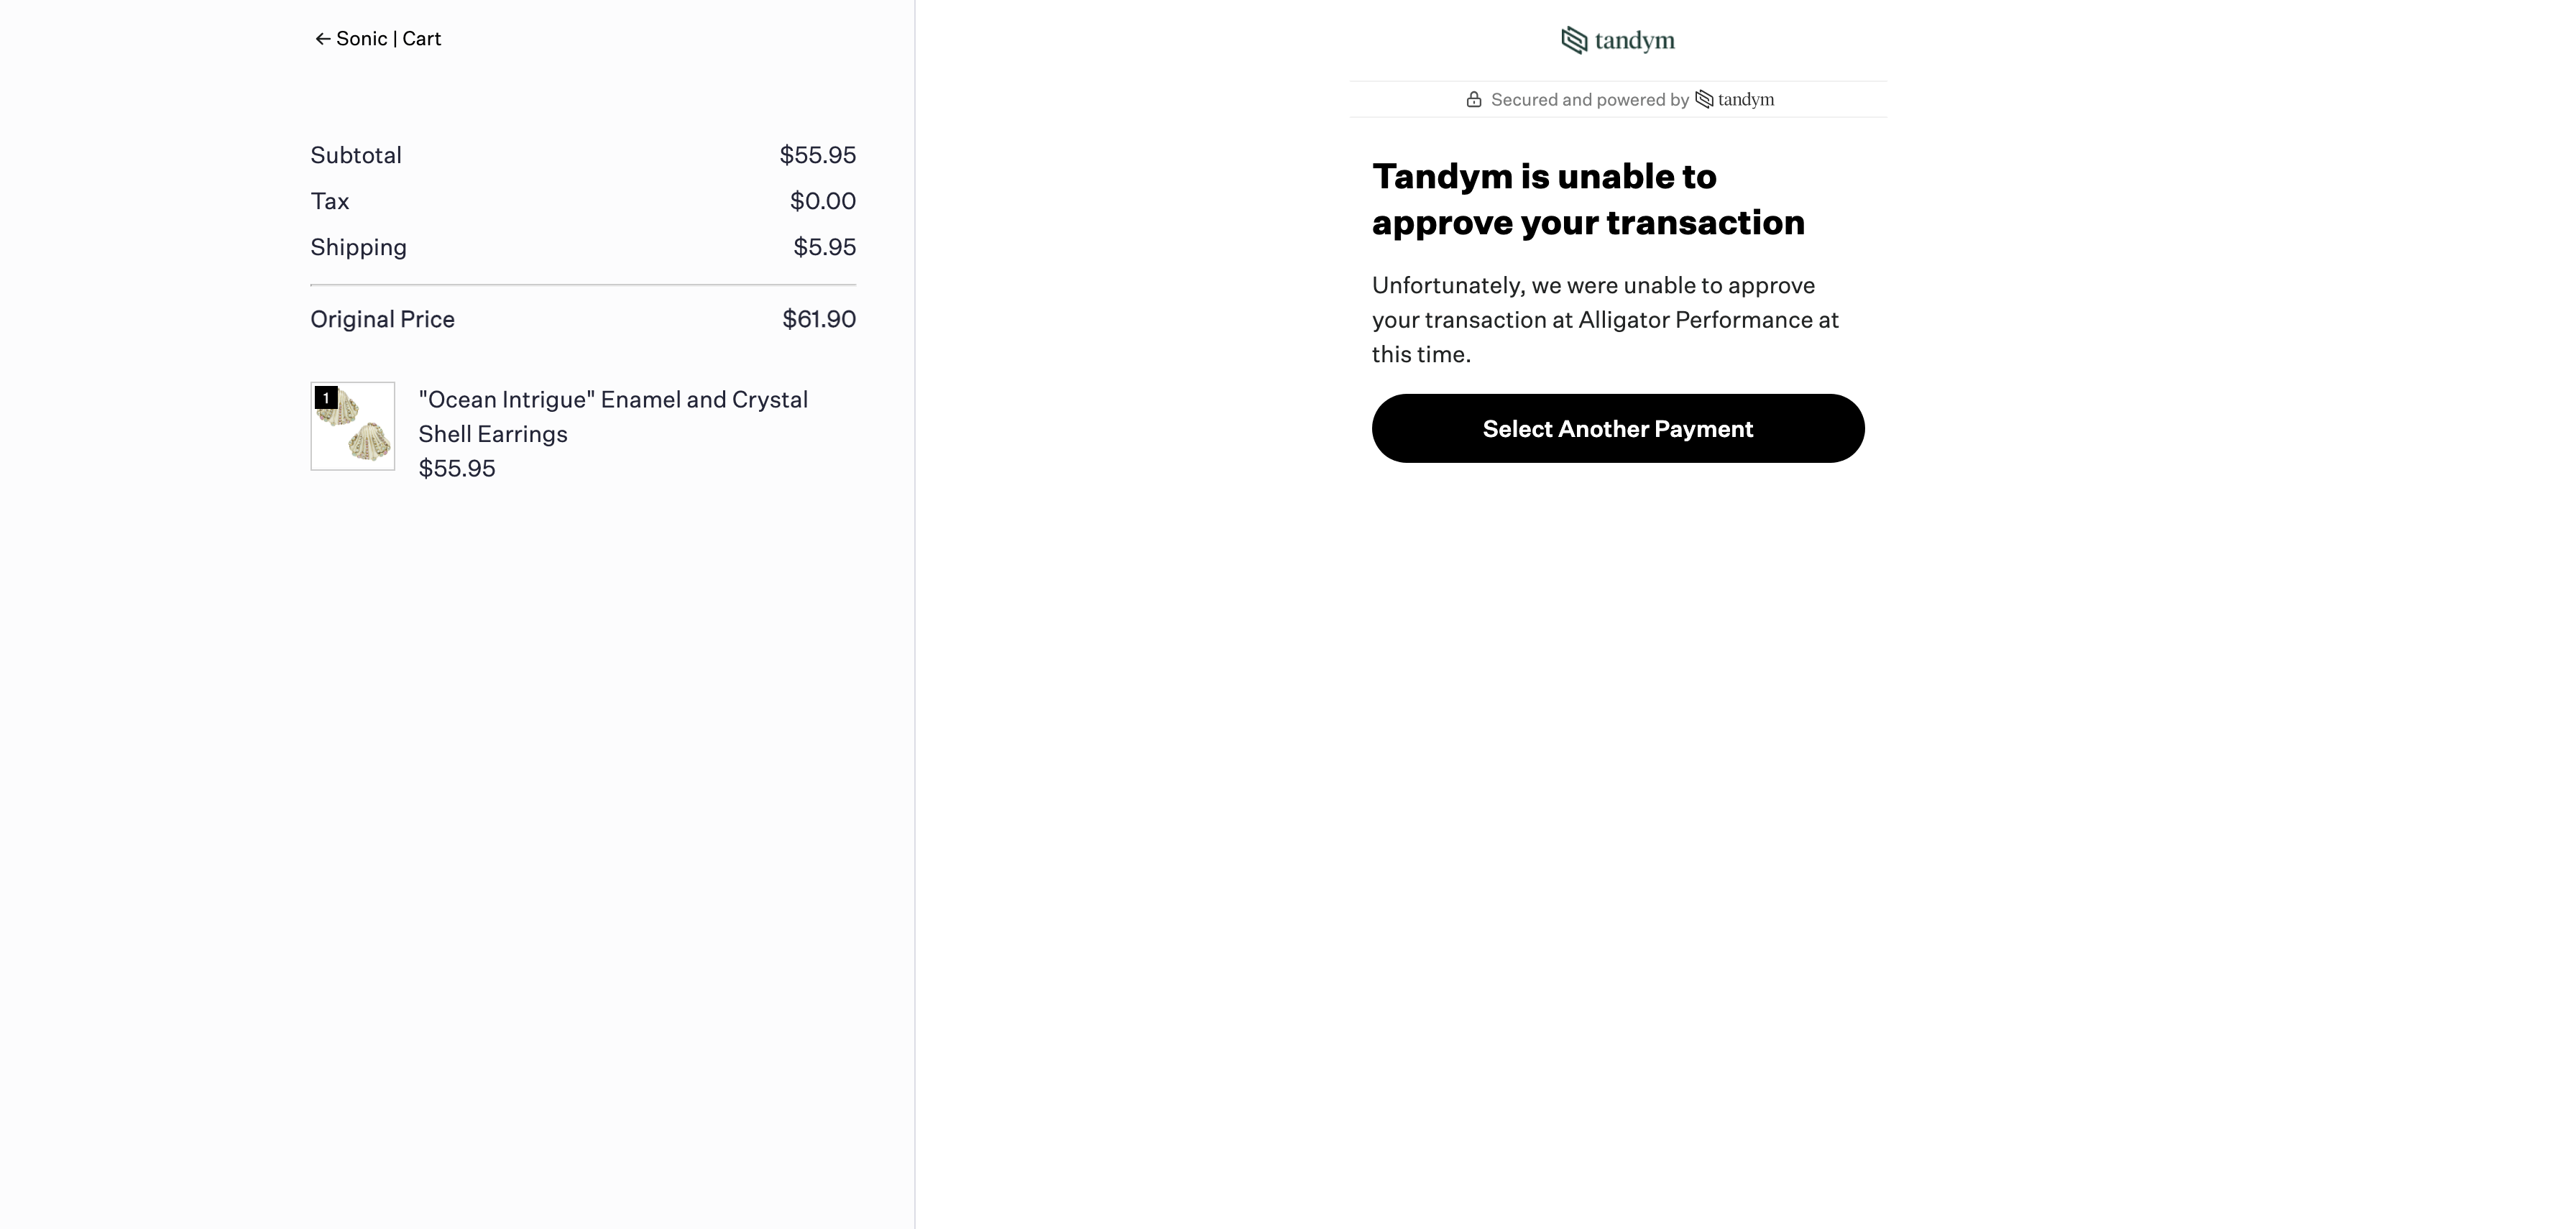 ← Sonic | Cart
Subtotal $55.95
Tax $0.00
Shipping $5.95
Original Price $61.90
1
"Ocean Intrigue" Enamel and Crystal
Shell Earrings
$55.95
tandym
Secured and powered by tandym
Tandym is unable to
approve your transaction
Unfortunately, we were unable to approve
your transaction at Alligator Performance at
this time.
Select Another Payment